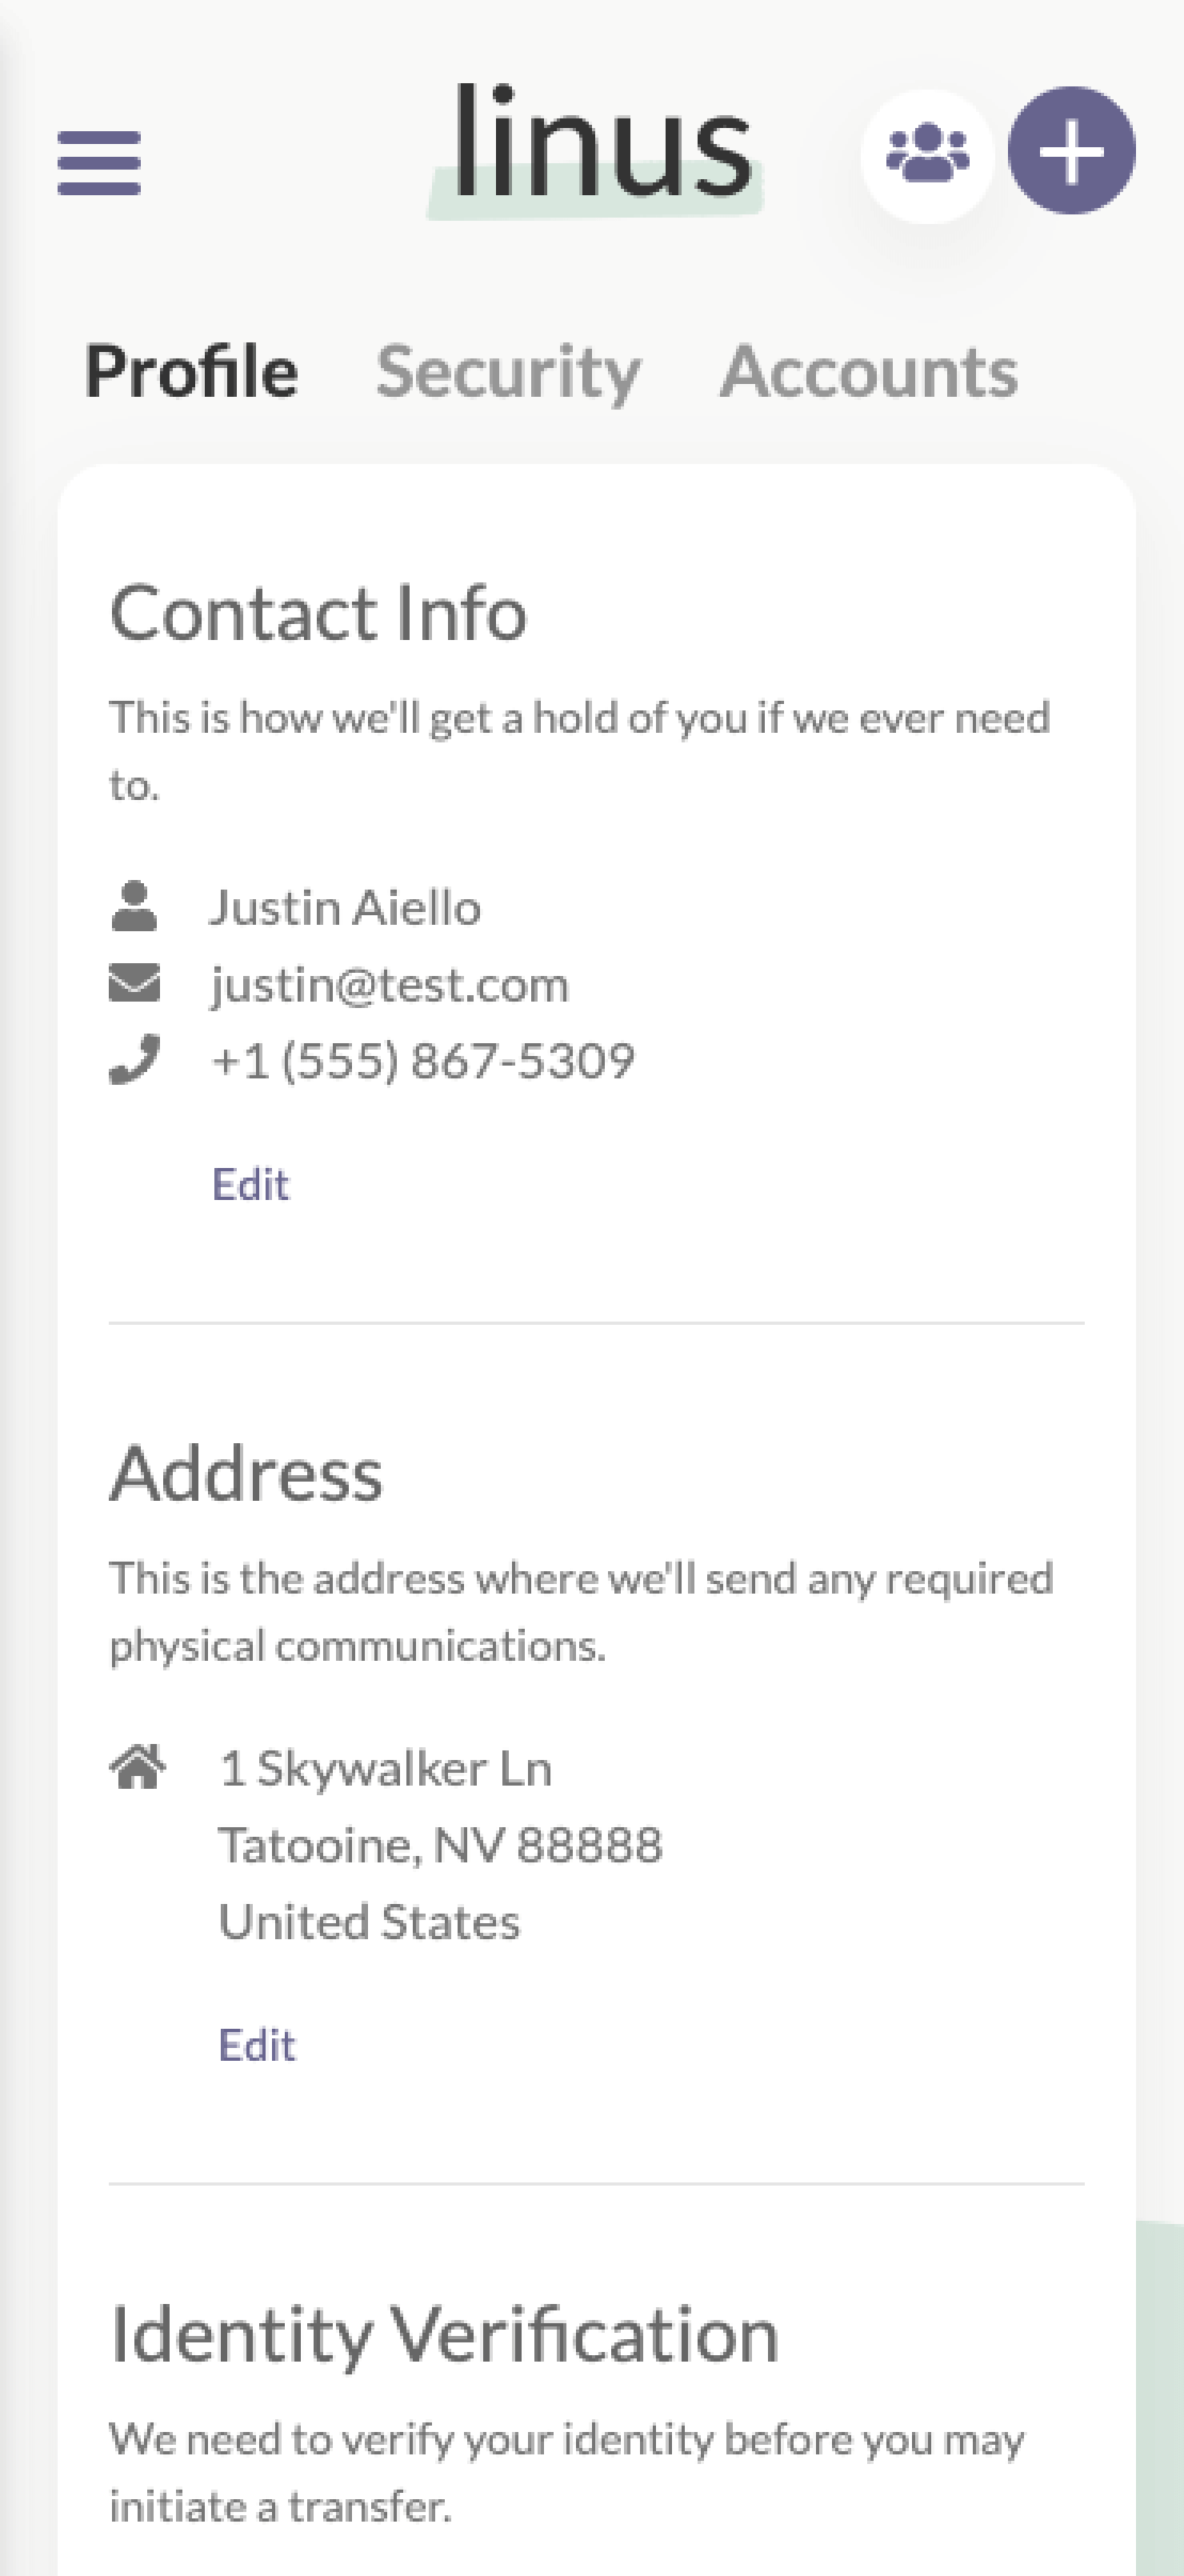 linus
Profile Security Accounts
Contact Info
This is how we'll get a hold of you if we ever need
to.
Justin Aiello
justin@test.com
+1 (555) 867-5309
Edit
Address
This is the address where we'll send any required
physical communications.
1 Skywalker Ln
Tatooine, NV 88888
United States
Edit
Identity Verification
We need to verify your identity before you may
initiate a transfer.